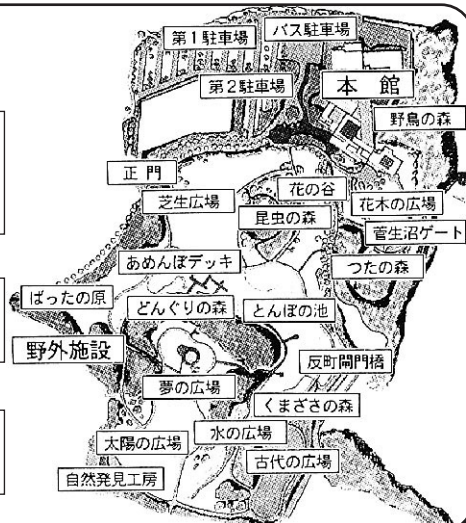 第1駐車場
バス駐車場
第2駐車場
本館
野鳥の森
正門
花の谷
花木の広場
芝生広場
昆虫の森
菅生沼ゲート
あめんぼデッキ
つたの森
ばったの原
どんぐりの森
とんぼの池
野外施設
反町閘門橋
夢の広場
くまざさの森
太陽の広場
水の広場
古代の広場
自然発見工房